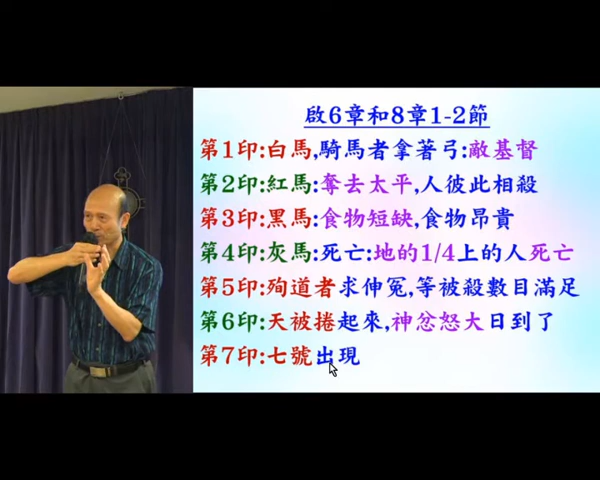 啟6章和8章1-2節
第1印:白馬,騎馬者拿著弓:敵基督
第2印:紅馬:奪去太平,人彼此相殺
第3印:黑馬:食物短缺,食物昂貴
第4印:灰馬:死亡:地的1/4上的人死亡
第5印:殉道者求伸冤,等被殺數目滿足
第6印:天被捲起來,神忿怒大日到了
第7印:七號出現